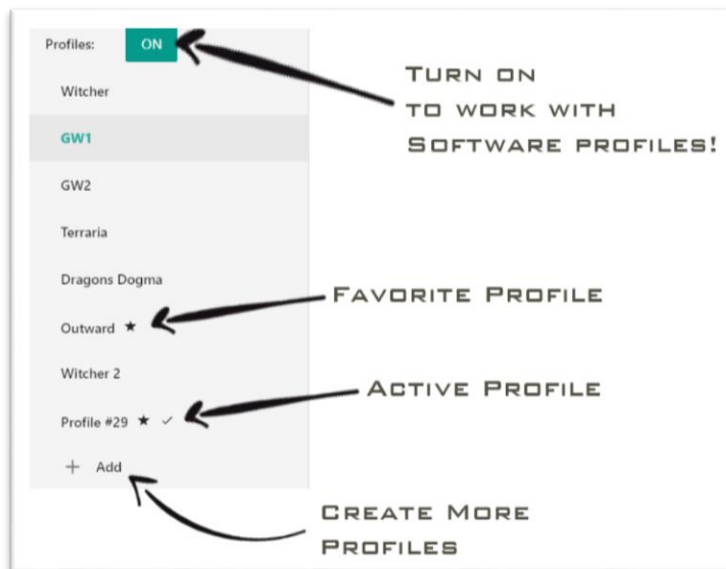 Profiles: ON
Witcher
GW1
GW2
Terraria
Dragons Dogma
Outward ★
Witcher 2
Profile #29 ★ ✓
+ Add
TURN ON
TO WORK WITH
SOFTWARE PROFILES!
FAVORITE PROFILE
ACTIVE PROFILE
CREATE MORE
PROFILES